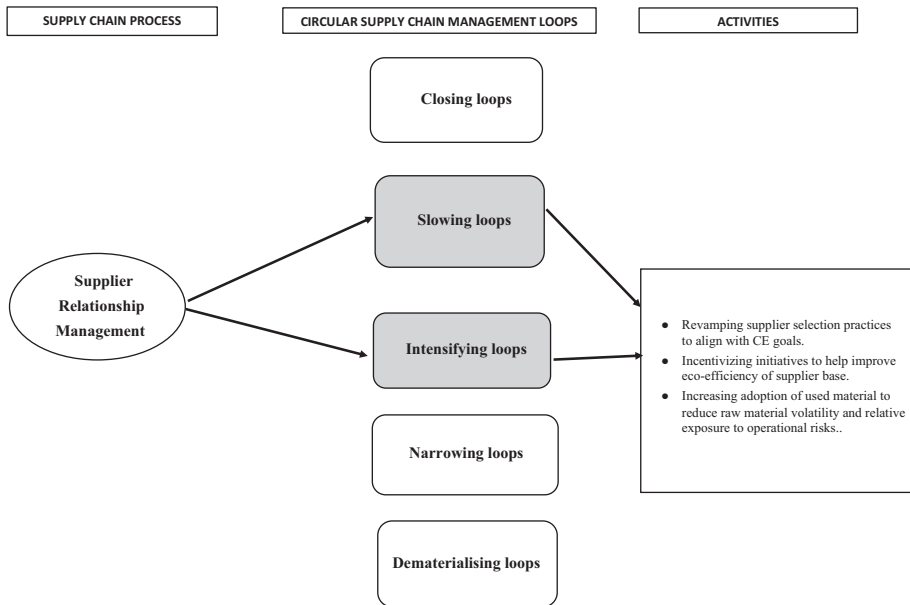 SUPPLY CHAIN PROCESS
CIRCULAR SUPPLY CHAIN MANAGEMENT LOOPS
ACTIVITIES
Closing loops
Slowing loops
Supplier
Relationship
Management
Intensifying loops
● Revamping supplier selection practices
to align with CE goals.
● Incentivizing initiatives to help improve
eco-efficiency of supplier base.
● Increasing adoption of used material to
reduce raw material volatility and relative
exposure to operational risks..
Narrowing loops
Dematerialising loops